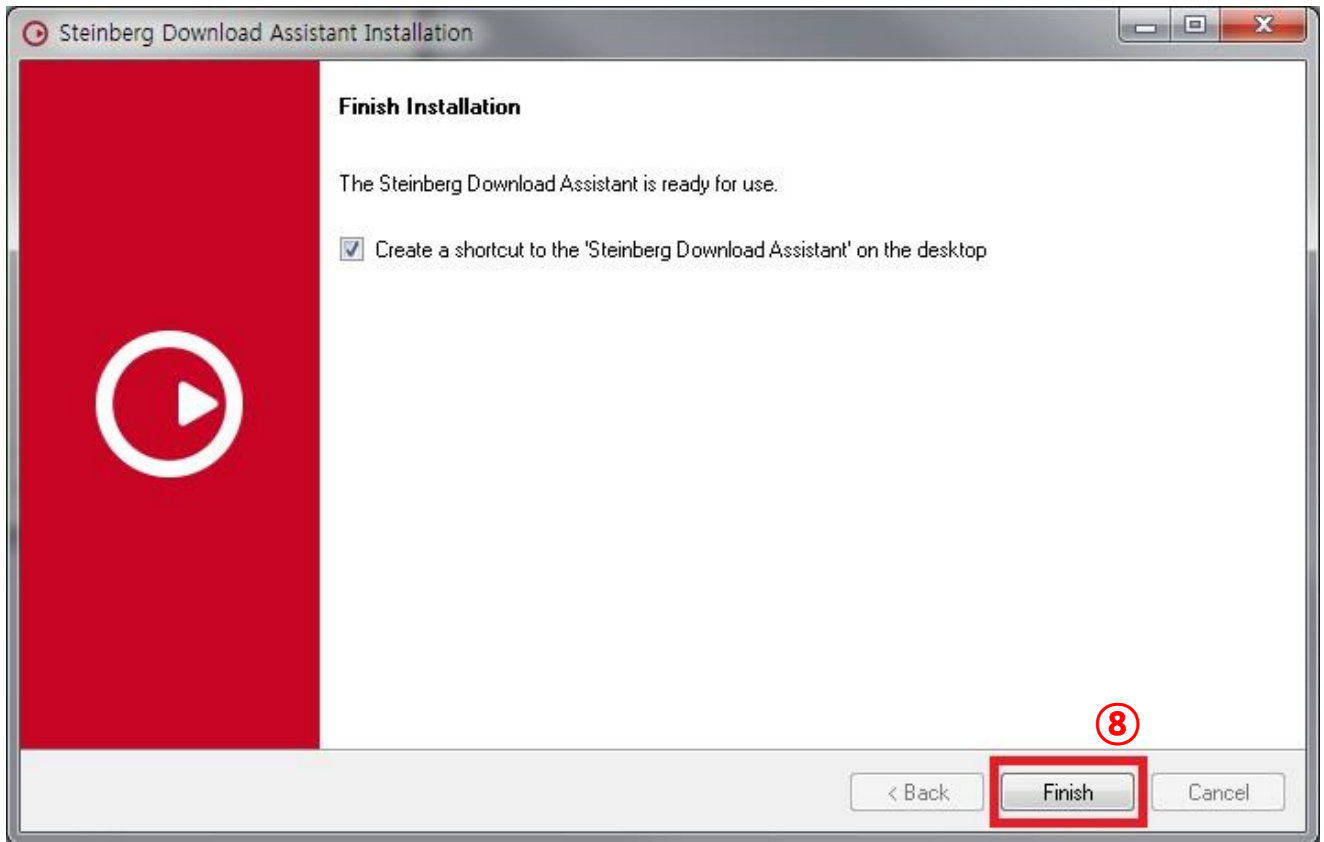 Steinberg Download Assistant Installation
Finish Installation
The Steinberg Download Assistant is ready for use.
Create a shortcut to the 'Steinberg Download Assistant' on the desktop
⑧
< Back
Finish
Cancel